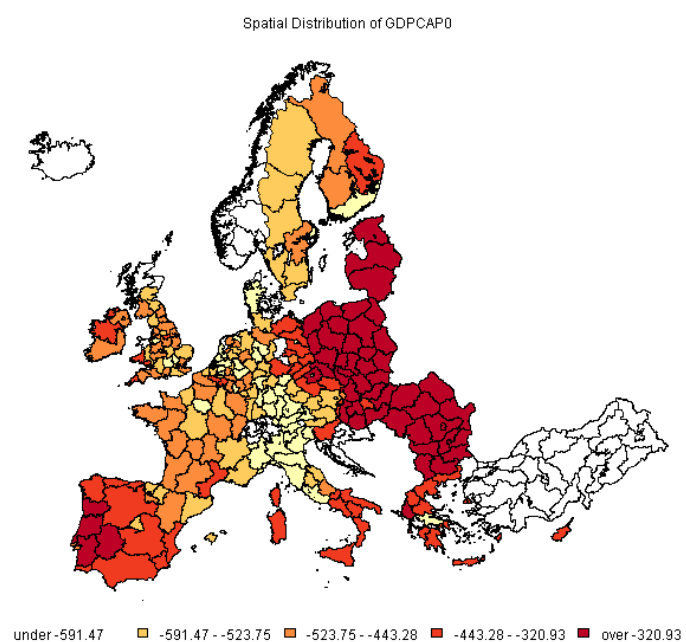 Spatial Distribution of GDPCAP0
under -591.47 -591.47 - -523.75 -523.75 - -443.28 -443.28 - -320.93 over -320.93